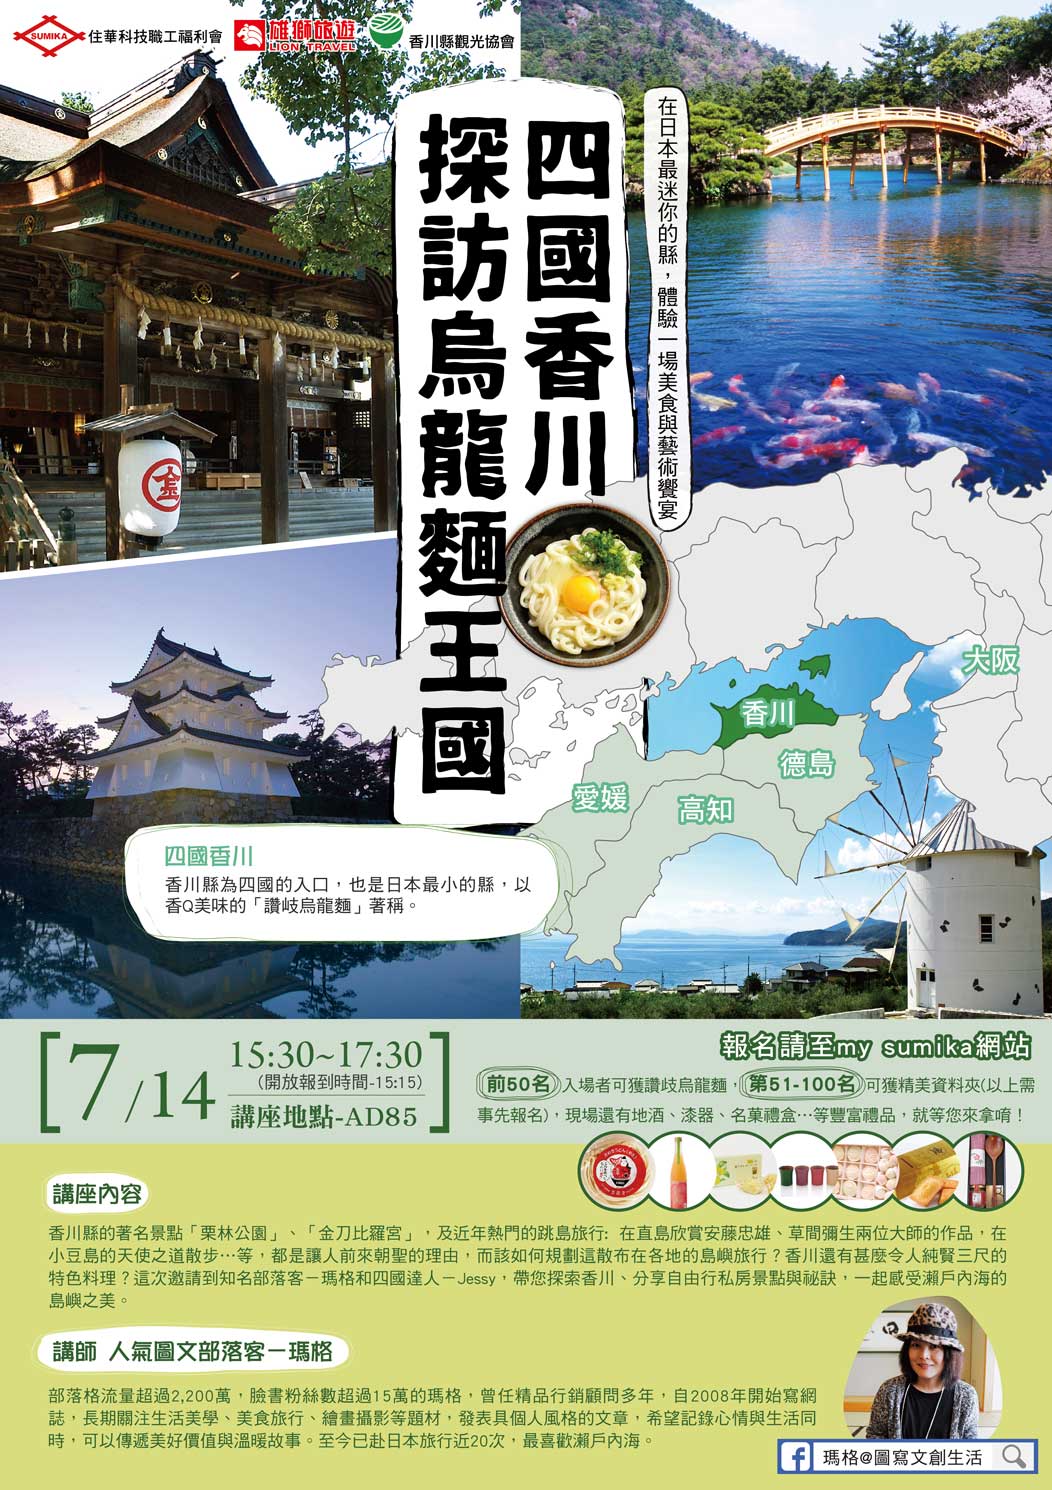 SUMIKA 住華科技職工福利會
雄獅旅遊
LION TRAVEL
香川縣觀光協會
在日本最迷你的縣，體驗一場美食與藝術饗宴
四國香川
探訪烏龍麵王國
金
大阪
香川
德島
愛媛
高知
四國香川
香川縣為四國的入口，也是日本最小的縣，以
香Q美味的「讚岐烏龍麵」著稱。
7/14
15:30~17:30
（開放報到時間-15:15）
講座地點-AD85
報名請至my sumika網站
前50名 入場者可獲讚岐烏龍麵，第51-100名 可獲精美資料夾(以上需
事先報名)，現場還有地酒、漆器、名菓禮盒…等豐富禮品，就等您來拿唷！
講座內容
香川縣的著名景點「栗林公園」、「金刀比羅宮」，及近年熱門的跳島旅行: 在直島欣賞安藤忠雄、草間彌生兩位大師的作品，在
小豆島的天使之道散步…等，都是讓人前來朝聖的理由，而該如何規劃這散布在各地的島嶼旅行？香川還有甚麼令人純賢三尺的
特色料理？這次邀請到知名部落客－瑪格和四國達人－Jessy，帶您探索香川、分享自由行私房景點與祕訣，一起感受瀨戶內海的
島嶼之美。
講師 人氣圖文部落客－瑪格
部落格流量超過2,200萬，臉書粉絲數超過15萬的瑪格，曾任精品行銷顧問多年，自2008年開始寫網
誌，長期關注生活美學、美食旅行、繪畫攝影等題材，發表具個人風格的文章，希望記錄心情與生活同
時，可以傳遞美好價值與溫暖故事。至今已赴日本旅行近20次，最喜歡瀨戶內海。
f 瑪格@圖寫文創生活